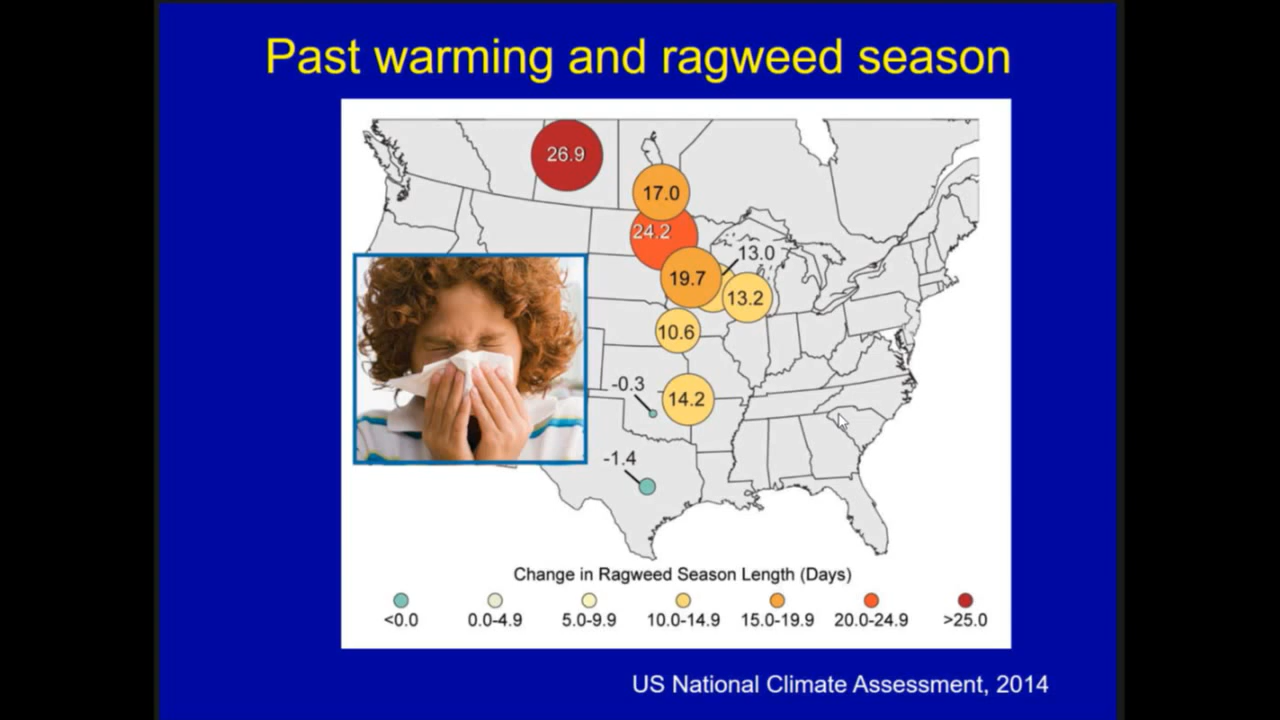 Past warming and ragweed season
26.9
17.0
24.2
13.0
19.7
13.2
10.6
-0.3
14.2
-1.4
Change in Ragweed Season Length (Days)
<0.0 0.0-4.9 5.0-9.9 10.0-14.9 15.0-19.9 20.0-24.9 >25.0
US National Climate Assessment, 2014